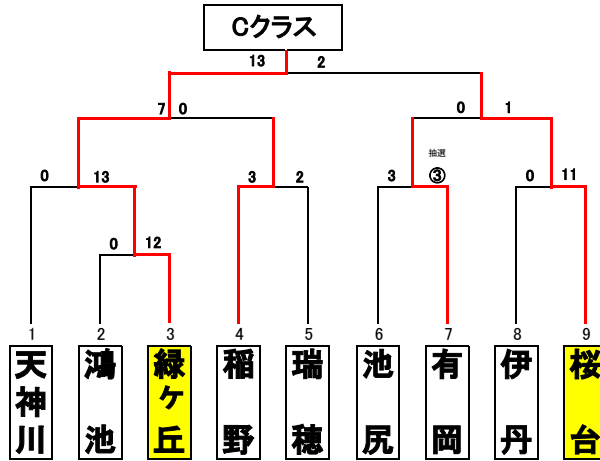 Cクラス
13 2
7 0
0 1
抽選
0 13
3 2
3 ③
0 11
0 12
1 2 3 4 5 6 7 8 9
天神川
鴻池
緑ヶ丘
稲野
瑞穂
池尻
有岡
伊丹
桜台